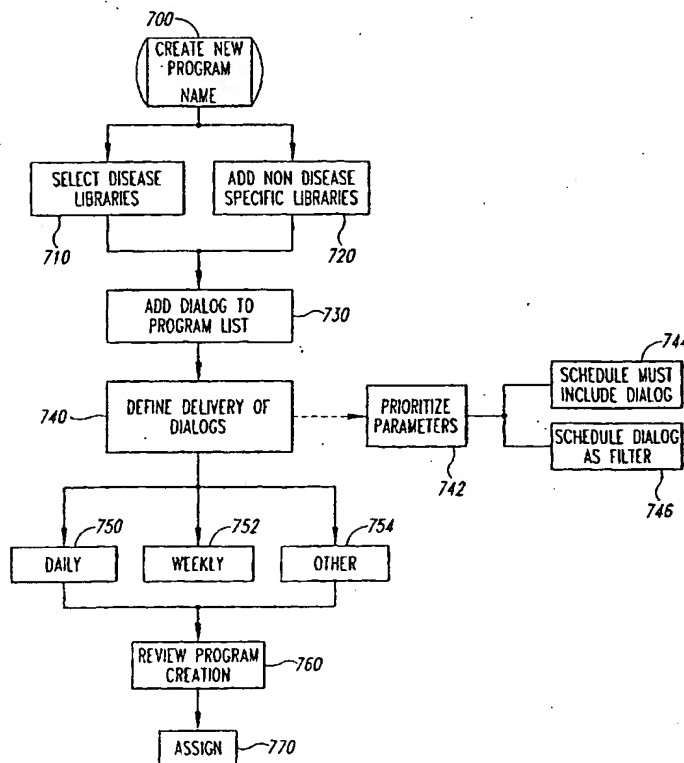 700
CREATE NEW
PROGRAM
NAME
SELECT DISEASE
LIBRARIES
710
ADD NON DISEASE
SPECIFIC LIBRARIES
720
ADD DIALOG TO
PROGRAM LIST
730
740
DEFINE DELIVERY OF
DIALOGS
PRIORITIZE
PARAMETERS
742
744
SCHEDULE MUST
INCLUDE DIALOG
SCHEDULE DIALOG
AS FILTER
746
750
DAILY
752
WEEKLY
754
OTHER
REVIEW PROGRAM
CREATION
760
ASSIGN
770